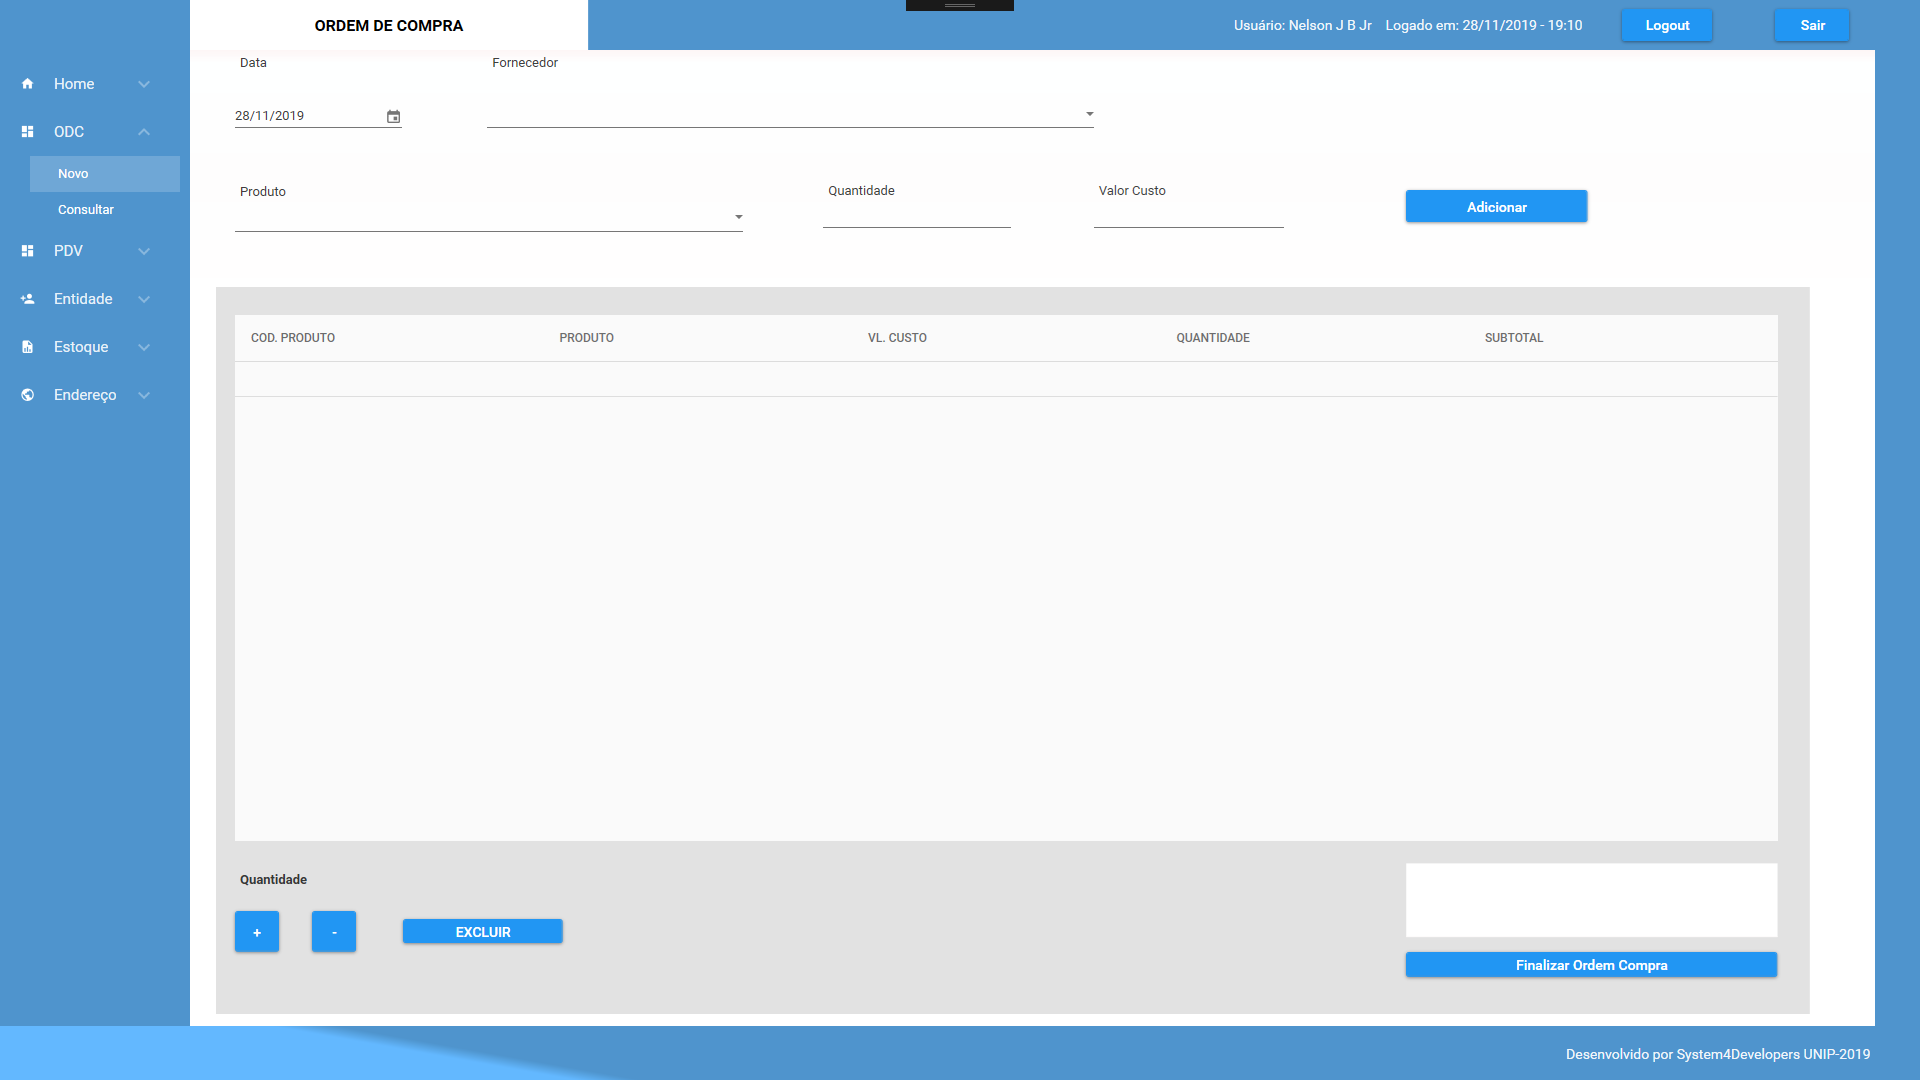 ORDEM DE COMPRA
Usuário: Nelson J B Jr Logado em: 28/11/2019 - 19:10
Logout
Sair
Home
ODC
Novo
Consultar
PDV
Entidade
Estoque
Endereço
Data
Fornecedor
28/11/2019
Produto
Quantidade
Valor Custo
Adicionar
COD. PRODUTO PRODUTO VL. CUSTO QUANTIDADE SUBTOTAL
Quantidade
+
-
EXCLUIR
Finalizar Ordem Compra
Desenvolvido por System4Developers UNIP-2019